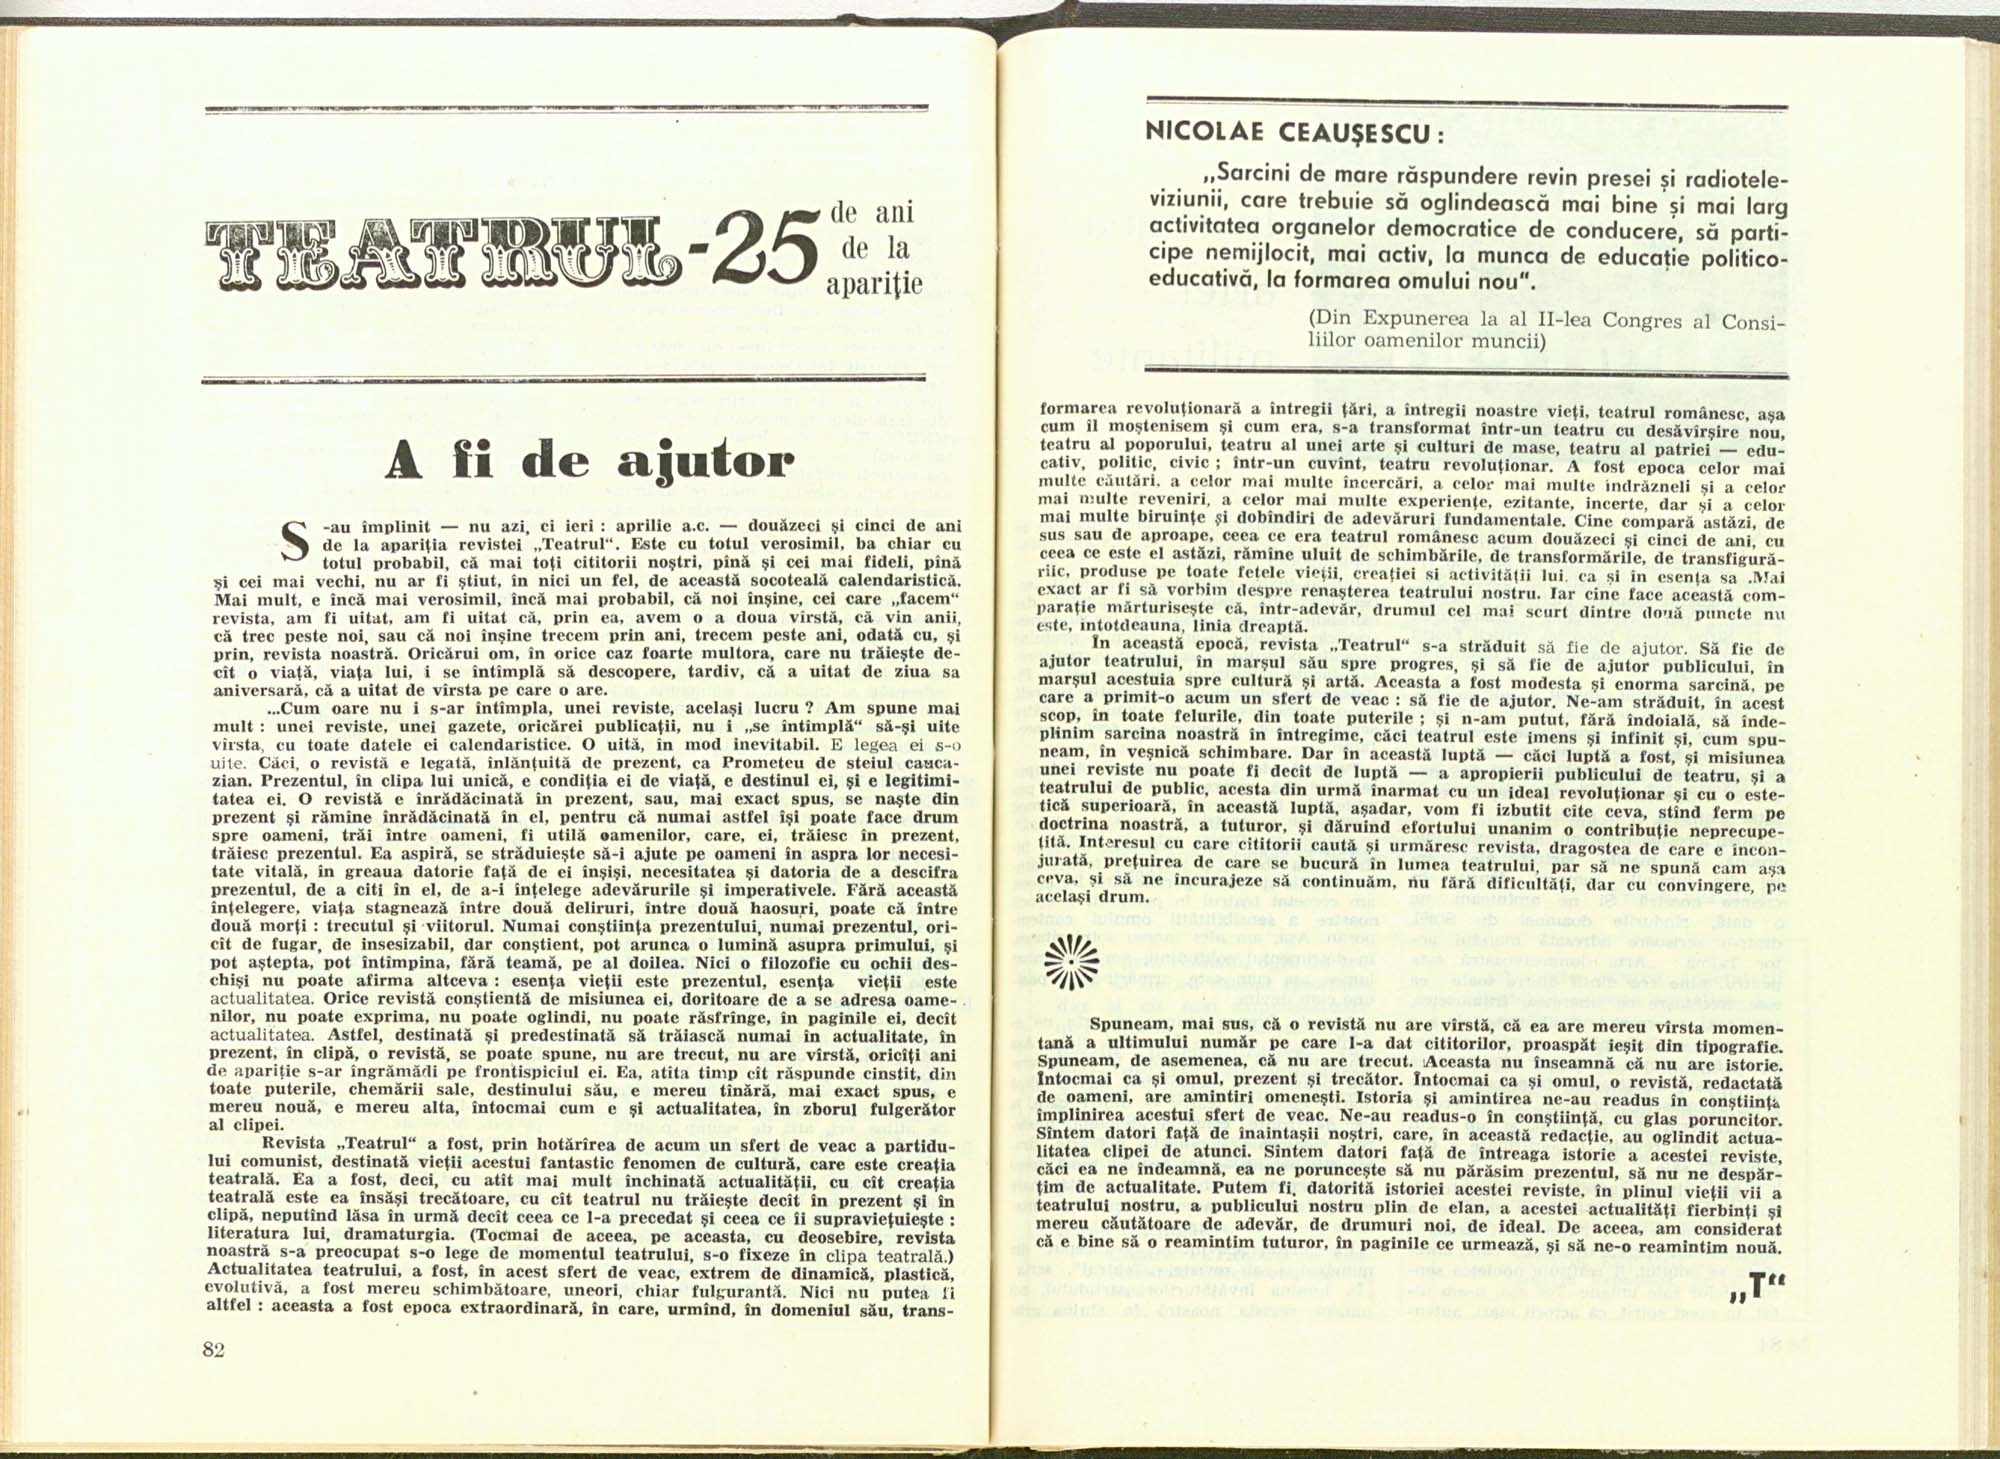 TEATRUL-25 de ani
de la
apariție
A fi de ajutor
S-au împlinit — nu azi, ci ieri : aprilie a.c. — douăzeci și cinci de ani
de la apariția revistei „Teatrul“. Este cu totul verosimil, ba chiar cu
totul probabil, că mai toți cititorii noștri, pînă și cei mai fideli, pînă
și cei mai vechi, nu ar fi știut, în nici un fel, de această socoteală calendaristică.
Mai mult, e încă mai verosimil, încă mai probabil, că noi înșine, cei care „facem“
revista, am fi uitat, am fi uitat că, prin ea, avem o a doua vîrstă, că vin anii,
că trec peste noi, sau că noi înșine trecem prin ani, trecem peste ani, odată cu, și
prin, revista noastră. Oricărui om, în orice caz foarte multora, care nu trăiește de-
cît o viață, viața lui, i se întîmplă să descopere, tardiv, că a uitat de ziua sa
aniversară, că a uitat de vîrsta pe care o are.
...Cum oare nu i s-ar întîmpla, unei reviste, același lucru ? Am spune mai
mult : unei reviste, unei gazete, oricărei publicații, nu i „se întîmplă“ să-și uite
vîrsta, cu toate datele ei calendaristice. O uită, în mod inevitabil. E legea ei s-o
uite. Căci, o revistă e legată, înlănțuită de prezent, ca Prometeu de steiul cauca-
zian. Prezentul, în clipa lui unică, e condiția ei de viață, e destinul ei, și e legitimi-
tatea ei. O revistă e înrădăcinată în prezent, sau, mai exact spus, se naște din
prezent și rămîne înrădăcinată în el, pentru că numai astfel își poate face drum
spre oameni, trăi între oameni, fi utilă oamenilor, care, ei, trăiesc în prezent,
trăiesc prezentul. Ea aspiră, se străduiește să-i ajute pe oameni în aspra lor necesi-
tate vitală, în greaua datorie față de ei înșiși, necesitatea și datoria de a descifra
prezentul, de a citi în el, de a-i înțelege adevărurile și imperativele. Fără această
înțelegere, viața stagnează între două deliruri, între două haosuri, poate că între
două morți : trecutul și viitorul. Numai conștiința prezentului, numai prezentul, ori-
cît de fugar, de insesizabil, dar conștient, pot arunca o lumină asupra primului, și
pot aștepta, pot întîmpina, fără teamă, pe al doilea. Nici o filozofie cu ochii des-
chiși nu poate afirma altceva : esența vieții este prezentul, esența vieții este
actualitatea. Orice revistă conștientă de misiunea ei, doritoare de a se adresa oame-
nilor, nu poate exprima, nu poate oglindi, nu poate răsfrînge, în paginile ei, decît
actualitatea. Astfel, destinată și predestinată să trăiască numai în actualitate, în
prezent, în clipă, o revistă, se poate spune, nu are trecut, nu are vîrstă, oricîți ani
de apariție s-ar îngrămădi pe frontispiciul ei. Ea, atîta timp cît răspunde cinstit, din
toate puterile, chemării sale, destinului său, e mereu tînără, mai exact spus, e
mereu nouă, e mereu alta, întocmai cum e și actualitatea, în zborul fulgerător
al clipei.
Revista „Teatrul“ a fost, prin hotărîrea de acum un sfert de veac a partidu-
lui comunist, destinată vieții acestui fantastic fenomen de cultură, care este creația
teatrală. Ea a fost, deci, cu atît mai mult închinată actualității, cu cît creația
teatrală este ea însăși trecătoare, cu cît teatrul nu trăiește decît în prezent și în
clipă, neputînd lăsa în urmă decît ceea ce l-a precedat și ceea ce îi supraviețuiește :
literatura lui, dramaturgia. (Tocmai de aceea, pe aceasta, cu deosebire, revista
noastră s-a preocupat s-o lege de momentul teatrului, s-o fixeze în clipa teatrală.)
Actualitatea teatrului, a fost, în acest sfert de veac, extrem de dinamică, plastică,
evolutivă, a fost mereu schimbătoare, uneori, chiar fulgurantă. Nici nu putea fi
altfel : aceasta a fost epoca extraordinară, în care, urmînd, în domeniul său, trans-
82
NICOLAE CEAUȘESCU :
„Sarcini de mare răspundere revin presei și radiotele-
viziunii, care trebuie să oglindească mai bine și mai larg
activitatea organelor democratice de conducere, să parti-
cipe nemijlocit, mai activ, la munca de educație politico-
educativă, la formarea omului nou“.
(Din Expunerea la al II-lea Congres al Consi-
liilor oamenilor muncii)
formarea revoluționară a întregii țări, a întregii noastre vieți, teatrul românesc, așa
cum îl moștenisem și cum era, s-a transformat într-un teatru cu desăvîrșire nou,
teatru al poporului, teatru al unei arte și culturi de mase, teatru al patriei — edu-
cativ, politic, civic ; într-un cuvînt, teatru revoluționar. A fost epoca celor mai
multe căutări, a celor mai multe încercări, a celor mai multe îndrăzneli și a celor
mai multe reveniri, a celor mai multe experiențe, ezitante, incerte, dar și a celor
mai multe biruințe și dobîndiri de adevăruri fundamentale. Cine compară astăzi, de
sus sau de aproape, ceea ce era teatrul românesc acum douăzeci și cinci de ani, cu
ceea ce este el astăzi, rămîne uluit de schimbările, de transformările, de transfigură-
rile, produse pe toate fețele vieții, creației și activității lui, ca și în esența sa .Mai
exact ar fi să vorbim despre renașterea teatrului nostru. Iar cine face această com-
parație mărturisește că, într-adevăr, drumul cel mai scurt dintre două puncte nu
este, întotdeauna, linia dreaptă.
În această epocă, revista „Teatrul“ s-a străduit să fie de ajutor. Să fie de
ajutor teatrului, în marșul său spre progres, și să fie de ajutor publicului, în
marșul acestuia spre cultură și artă. Aceasta a fost modesta și enorma sarcină, pe
care a primit-o acum un sfert de veac : să fie de ajutor. Ne-am străduit, în acest
scop, în toate felurile, din toate puterile ; și n-am putut, fără îndoială, să înde-
plinim sarcina noastră în întregime, căci teatrul este imens și infinit și, cum spu-
neam, în veșnică schimbare. Dar în această luptă — căci luptă a fost, și misiunea
unei reviste nu poate fi decît de luptă — a apropierii publicului de teatru, și a
teatrului de public, acesta din urmă înarmat cu un ideal revoluționar și cu o este-
tică superioară, în această luptă, așadar, vom fi izbutit cîte ceva, stînd ferm pe
doctrina noastră, a tuturor, și dăruind efortului unanim o contribuție neprecupe-
țită. Interesul cu care cititorii caută și urmăresc revista, dragostea de care e încon-
jurată, prețuirea de care se bucură în lumea teatrului, par să ne spună cam așa
ceva, și să ne încurajeze să continuăm, nu fără dificultăți, dar cu convingere, pe
același drum.
Spuneam, mai sus, că o revistă nu are vîrstă, că ea are mereu vîrsta momen-
tană a ultimului număr pe care l-a dat cititorilor, proaspăt ieșit din tipografie.
Spuneam, de asemenea, că nu are trecut. Aceasta nu înseamnă că nu are istorie.
Întocmai ca și omul, prezent și trecător. Întocmai ca și omul, o revistă, redactată
de oameni, are amintiri omenești. Istoria și amintirea ne-au readus în conștiință
împlinirea acestui sfert de veac. Ne-au readus-o în conștiință, cu glas poruncitor.
Sîntem datori față de înaintașii noștri, care, în această redacție, au oglindit actua-
litatea clipei de atunci. Sîntem datori față de întreaga istorie a acestei reviste,
căci ea ne îndeamnă, ea ne poruncește să nu părăsim prezentul, să nu ne despăr-
țim de actualitate. Putem fi, datorită istoriei acestei reviste, în plinul vieții vii a
teatrului nostru, a publicului nostru plin de elan, a acestei actualități fierbinți și
mereu căutătoare de adevăr, de drumuri noi, de ideal. De aceea, am considerat
că e bine să o reamintim tuturor, în paginile ce urmează, și să ne-o reamintim nouă.
„T“